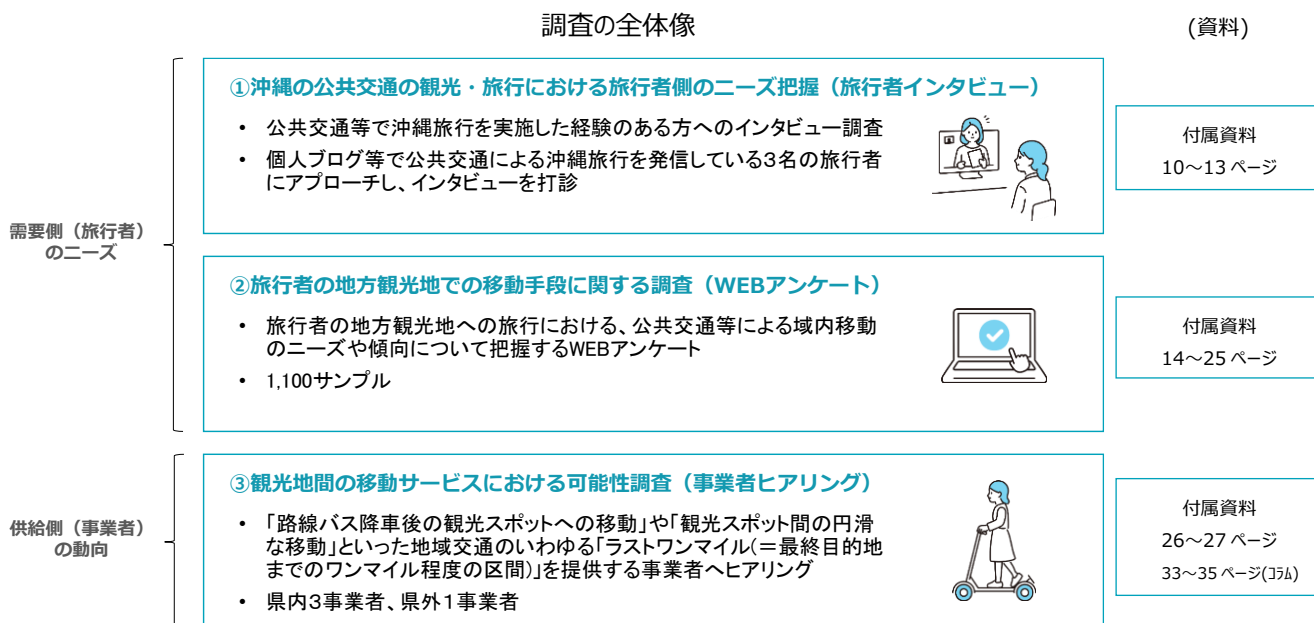 調査の全体像
(資料)
需要側（旅行者）
のニーズ
①沖縄の公共交通の観光・旅行における旅行者側のニーズ把握（旅行者インタビュー）
• 公共交通等で沖縄旅行を実施した経験のある方へのインタビュー調査
• 個人ブログ等で公共交通による沖縄旅行を発信している３名の旅行者
にアプローチし、インタビューを打診
付属資料
10～13 ページ
②旅行者の地方観光地での移動手段に関する調査（WEBアンケート）
• 旅行者の地方観光地への旅行における、公共交通等による域内移動
のニーズや傾向について把握するWEBアンケート
• 1,100サンプル
付属資料
14～25 ページ
供給側（事業者）
の動向
③観光地間の移動サービスにおける可能性調査（事業者ヒアリング）
• 「路線バス降車後の観光スポットへの移動」や「観光スポット間の円滑
な移動」といった地域交通のいわゆる「ラストワンマイル(＝最終目的地
までのワンマイル程度の区間)」を提供する事業者へヒアリング
• 県内３事業者、県外１事業者
付属資料
26～27 ページ
33～35 ページ(ｺﾗﾑ)